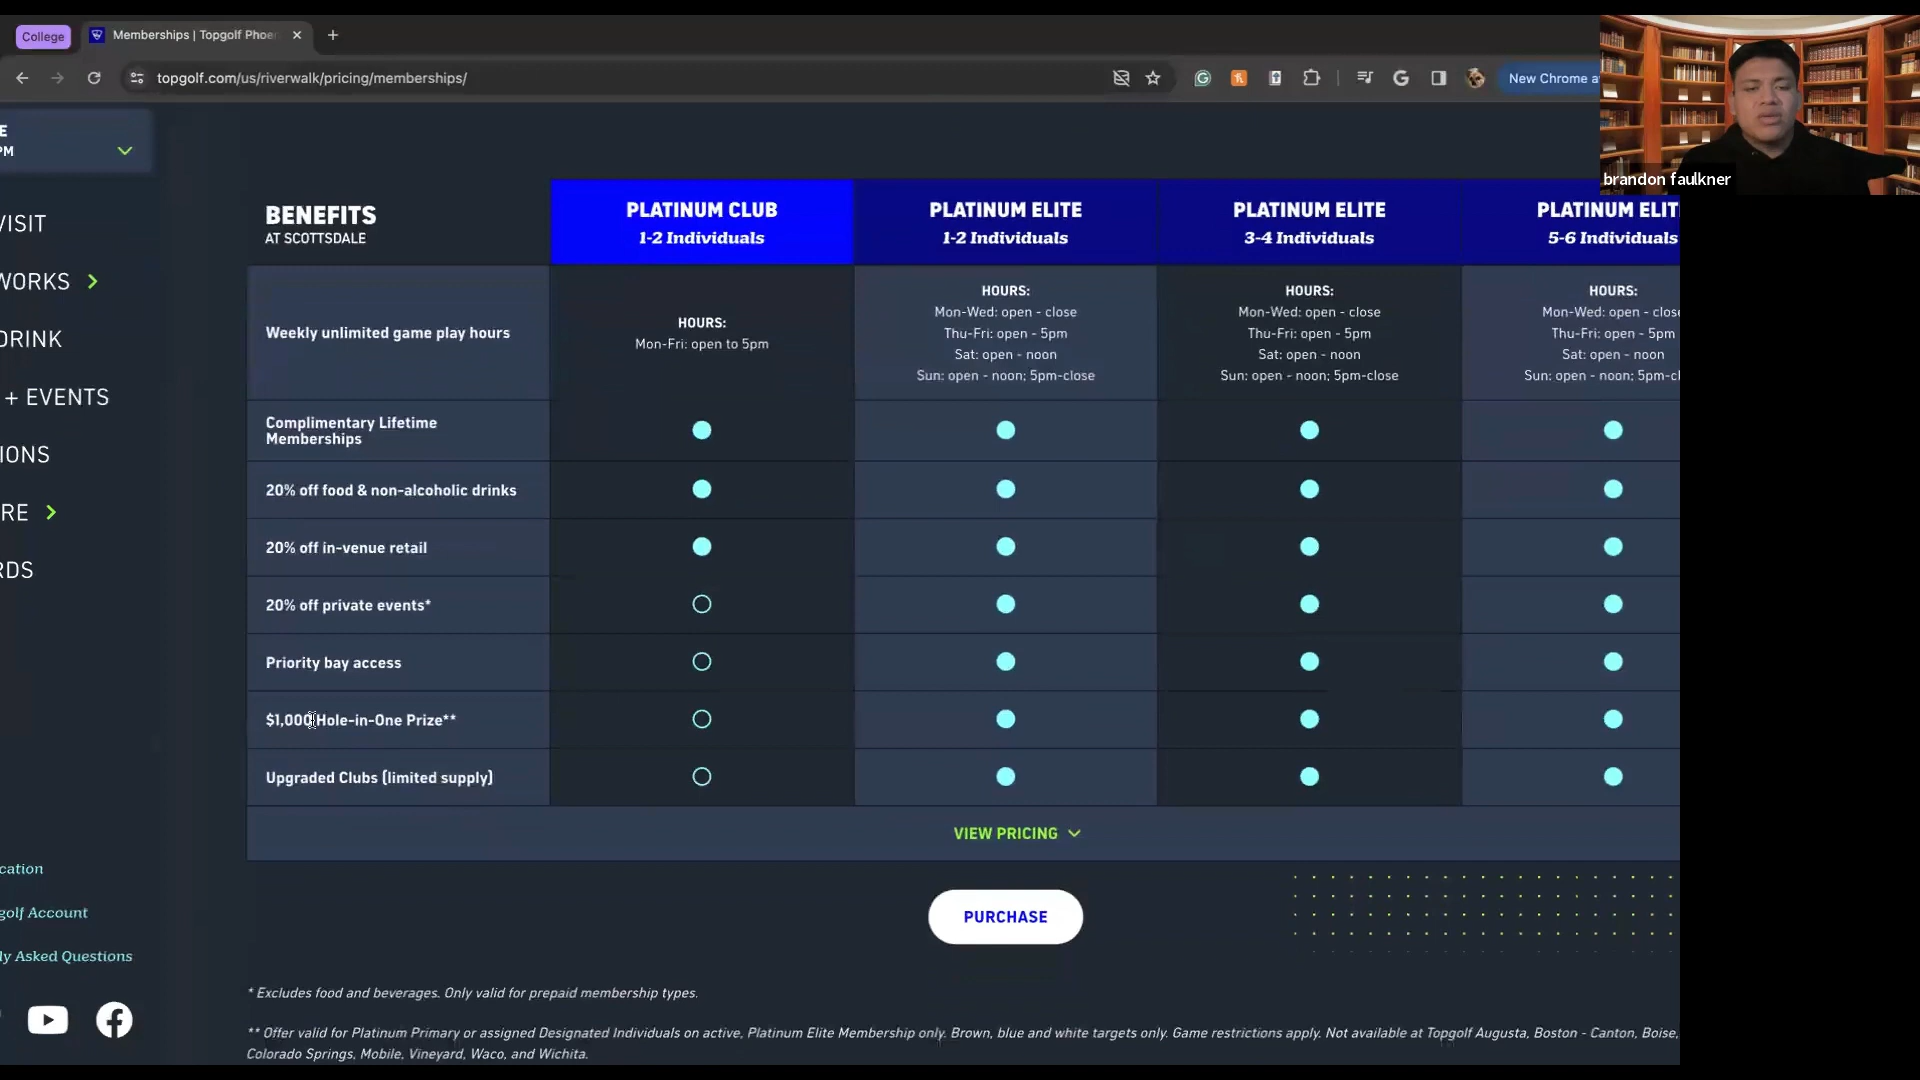 College
Memberships | Topgolf Phoe
topgolf.com/us/riverwalk/pricing/memberships/
New Chrome a
brandon faulkner
E
PM
VISIT
WORKS
DRINK
+ EVENTS
IONS
RE
RDS
cation
golf Account
ly Asked Questions
BENEFITS
AT SCOTTSDALE
PLATINUM CLUB
1-2 Individuals
PLATINUM ELITE
1-2 Individuals
PLATINUM ELITE
3-4 Individuals
PLATINUM ELIT
5-6 Individuals
Weekly unlimited game play hours
HOURS:
Mon-Fri: open to 5pm
HOURS:
Mon-Wed: open - close
Thu-Fri: open - 5pm
Sat: open - noon
Sun: open - noon; 5pm-close
HOURS:
Mon-Wed: open - close
Thu-Fri: open - 5pm
Sat: open - noon
Sun: open - noon; 5pm-close
HOURS:
Mon-Wed: open - close
Thu-Fri: open - 5pm
Sat: open - noon
Sun: open - noon; 5pm-cl
Complimentary Lifetime
Memberships
20% off food & non-alcoholic drinks
20% off in-venue retail
20% off private events*
Priority bay access
$1,000 Hole-in-One Prize**
Upgraded Clubs (limited supply)
VIEW PRICING
PURCHASE
* Excludes food and beverages. Only valid for prepaid membership types.
** Offer valid for Platinum Primary or assigned Designated Individuals on active, Platinum Elite Membership only. Brown, blue and white targets only. Game restrictions apply. Not available at Topgolf Augusta, Boston - Canton, Boise,
Colorado Springs, Mobile, Vineyard, Waco, and Wichita.